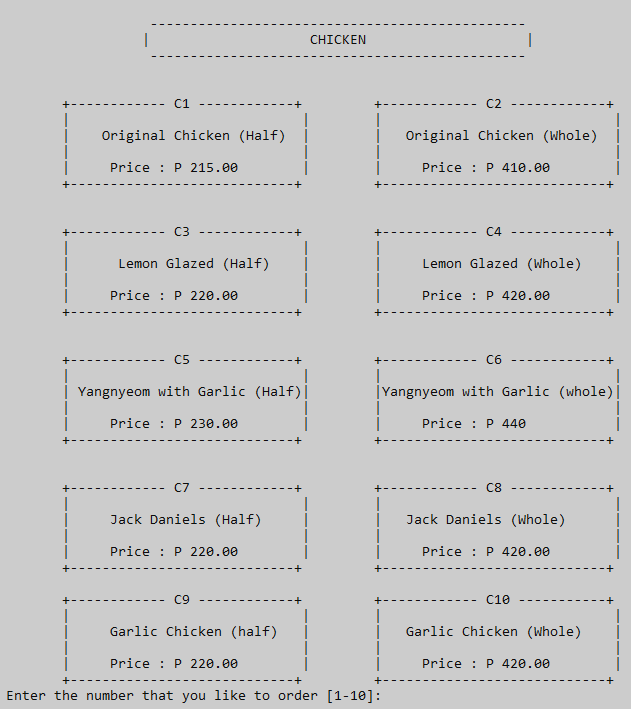 CHICKEN
C1 C2
Original Chicken (Half) Original Chicken (Whole)
Price : P 215.00 Price : P 410.00
C3 C4
Lemon Glazed (Half) Lemon Glazed (Whole)
Price : P 220.00 Price : P 420.00
C5 C6
Yangnyeom with Garlic (Half) Yangnyeom with Garlic (whole)
Price : P 230.00 Price : P 440
C7 C8
Jack Daniels (Half) Jack Daniels (Whole)
Price : P 220.00 Price : P 420.00
C9 C10
Garlic Chicken (half) Garlic Chicken (Whole)
Price : P 220.00 Price : P 420.00
Enter the number that you like to order [1-10]: